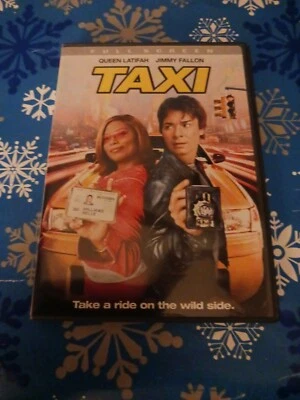 FULL SCREEN
QUEEN LATIFAH JIMMY FALLON
TAXI
Take a ride on the wild side.